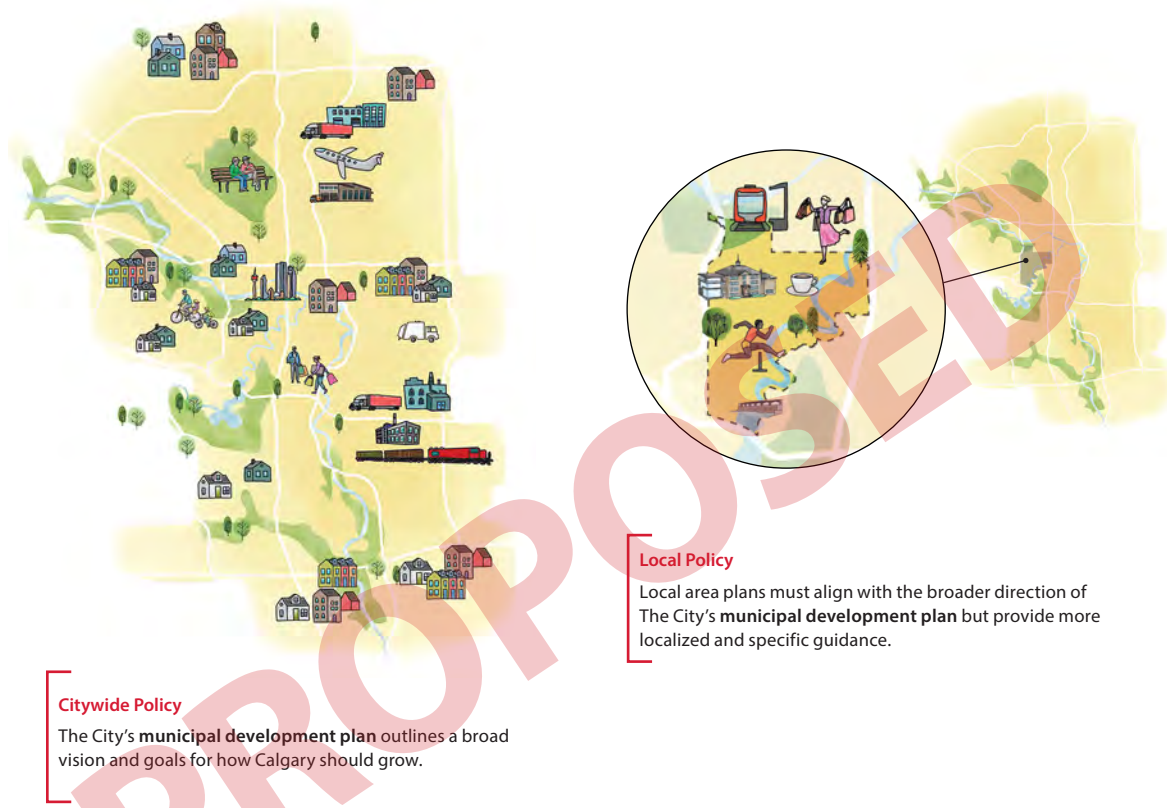 Local Policy
Local area plans must align with the broader direction of
The City's municipal development plan but provide more
localized and specific guidance.
Citywide Policy
The City's municipal development plan outlines a broad
vision and goals for how Calgary should grow.
PROPOSED